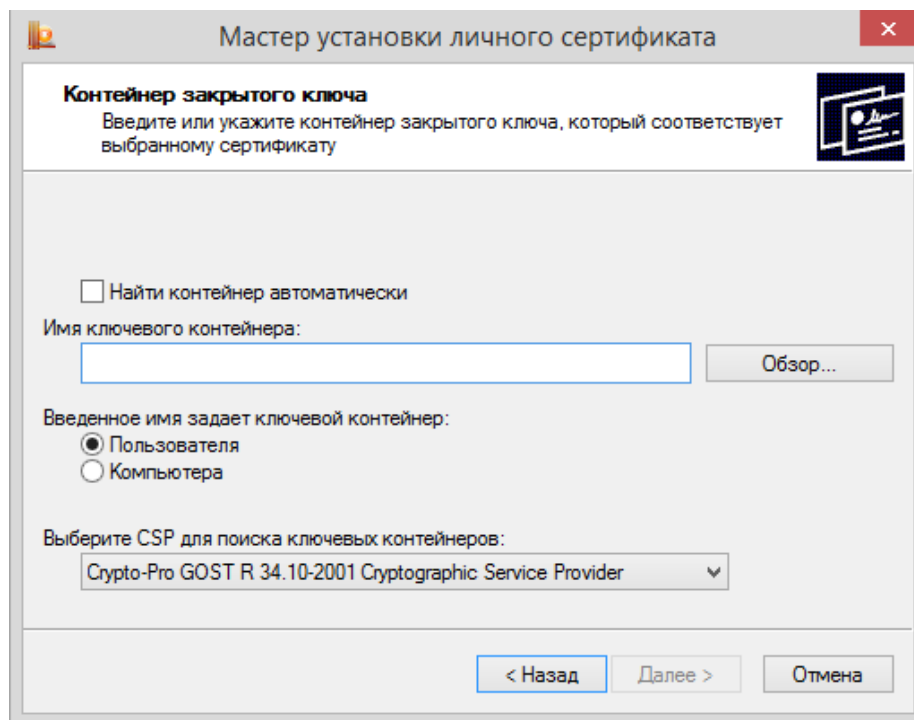 Мастер установки личного сертификата
Контейнер закрытого ключа
Введите или укажите контейнер закрытого ключа, который соответствует
выбранному сертификату
Найти контейнер автоматически
Имя ключевого контейнера:
Обзор...
Введенное имя задает ключевой контейнер:
Пользователя
Компьютера
Выберите CSP для поиска ключевых контейнеров:
Crypto-Pro GOST R 34.10-2001 Cryptographic Service Provider
< Назад
Далее >
Отмена